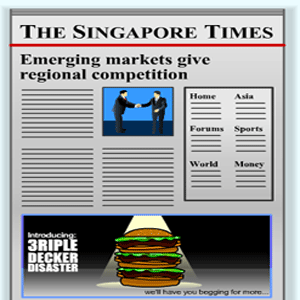 THE SINGAPORE TIMES
Emerging markets give
regional competition
Home Asia
Forums Sports
World Money
Introducing:
3RIPLE
DECKER
DISASTER
we'll have you begging for more...